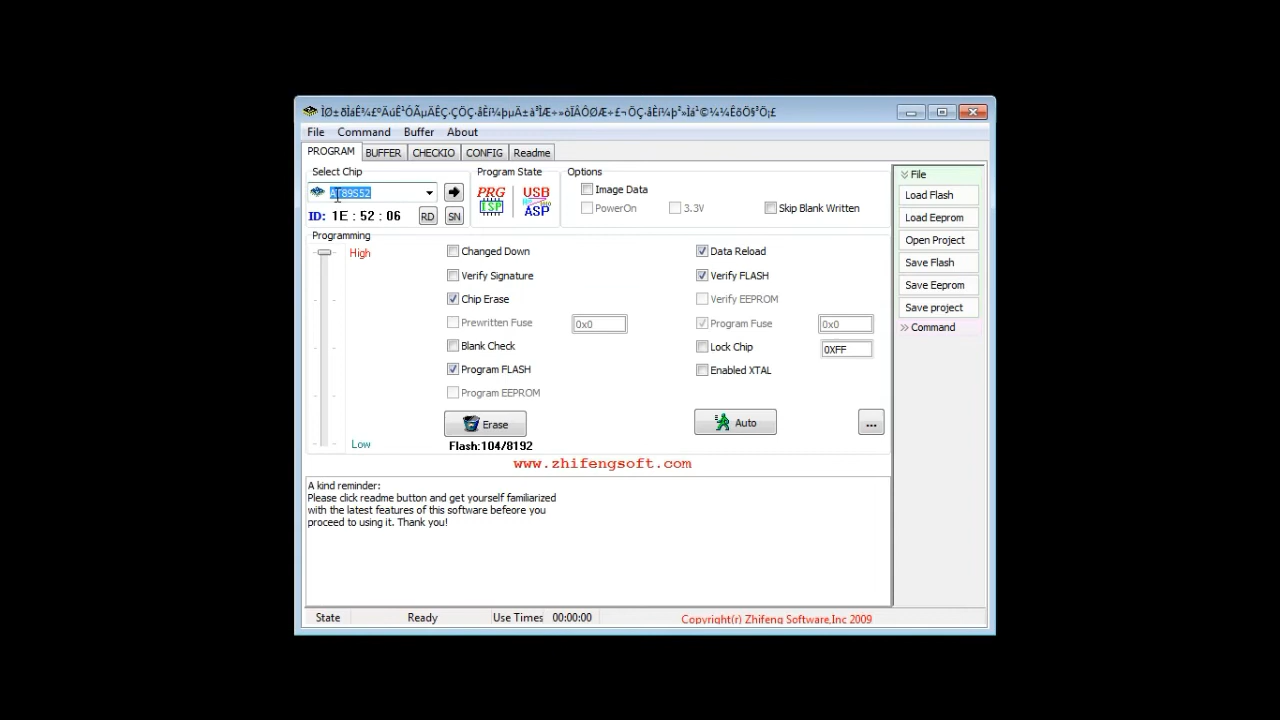 File Command Buffer About
PROGRAM BUFFER CHECKIO CONFIG Readme
Select Chip
AT89S52
ID: 1E : 52 : 06 RD SN
Program State
PRG ISP USB ASP
Options
Image Data
PowerOn 3.3V Skip Blank Written
Programming
High
Low
Changed Down
Verify Signature
Chip Erase
Prewritten Fuse 0x0
Blank Check
Program FLASH
Program EEPROM
Erase
Flash:104/8192
Data Reload
Verify FLASH
Verify EEPROM
Program Fuse 0x0
Lock Chip 0XFF
Enabled XTAL
Auto
...
www.zhifengsoft.com
A kind reminder:
Please click readme button and get yourself familiarized
with the latest features of this software befeore you
proceed to using it. Thank you!
File
Load Flash
Load Eeprom
Open Project
Save Flash
Save Eeprom
Save project
Command
State Ready Use Times 00:00:00 Copyright(r) Zhifeng Software,Inc 2009